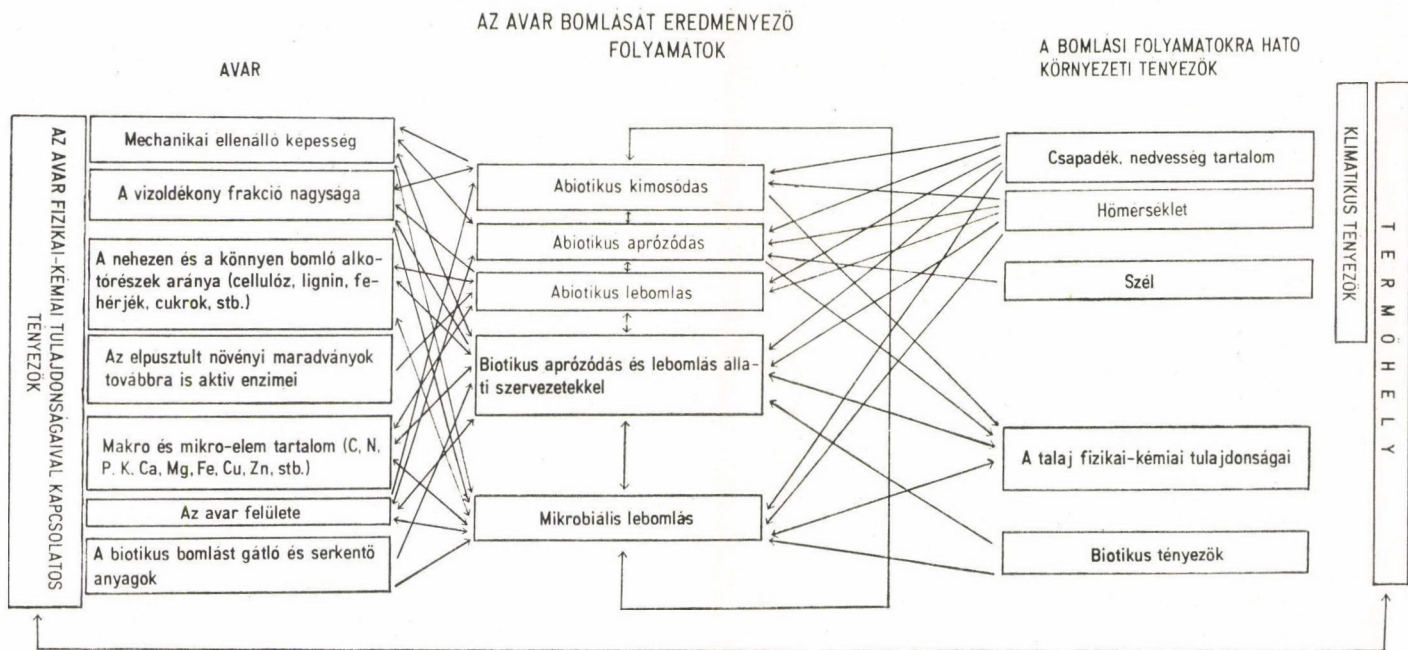 AZ AVAR BOMLÁSÁT EREDMÉNYEZŐ
FOLYAMATOK
AVAR
A BOMLÁSI FOLYAMATOKRA HATO
KÖRNYEZETI TÉNYEZŐK
AZ AVAR FIZIKAI-KÉMIAI TULAJDONSÁGAIVAL KAPCSOLATOS
TÉNYEZŐK
Mechanikai ellenálló képesség
A vizoldékony frakció nagysága
A nehezen és a könnyen bomló alko-
tórészek aránya (cellulóz, lignin, fe-
hérjék, cukrok, stb.)
Az elpusztult növényi maradványok
továbbra is aktiv enzimei
Makro és mikro-elem tartalom (C, N,
P. K. Ca, Mg, Fe, Cu, Zn, stb.)
Az avar felülete
A biotikus bomlást gátló és serkentő
anyagok
Abiotikus kimosódás
Abiotikus aprózódás
Abiotikus lebomlás
Biotikus aprózódás és lebomlás álla-
ti szervezetekkel
Mikrobiális lebomlás
Csapadék, nedvesség tartalom
Hőmérséklet
Szél
A talaj fizikai-kémiai tulajdonságai
Biotikus tényezők
KLIMATIKUS TÉNYEZŐK
TERMŐHELY